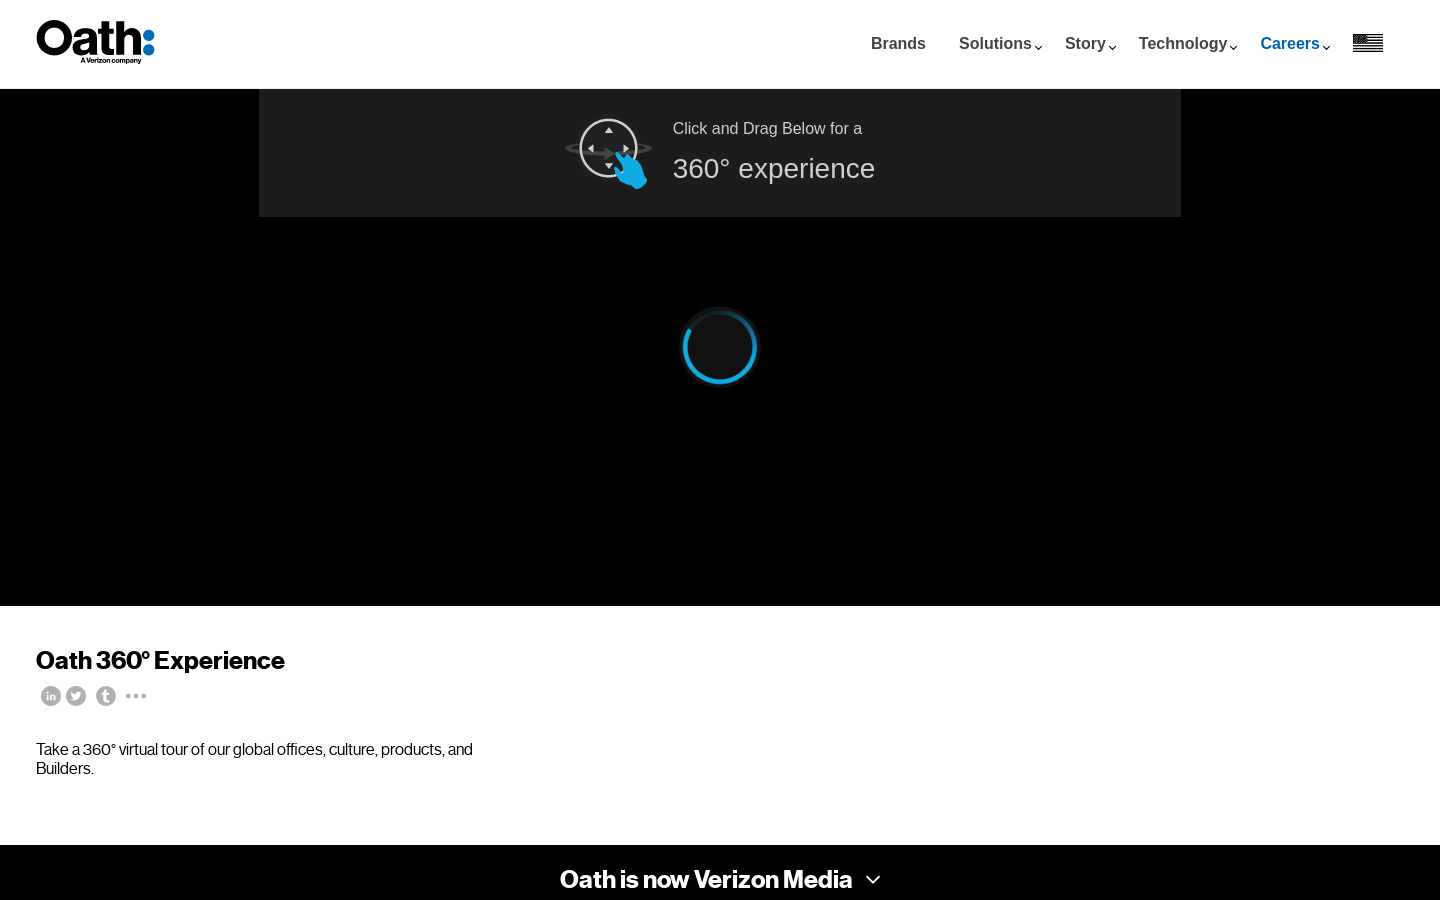 Oath:
A Verizon company
Brands
Solutions
Story
Technology
Careers
Click and Drag Below for a
360° experience
Oath 360° Experience
in
t
Take a 360° virtual tour of our global offices, culture, products, and
Builders.
Oath is now Verizon Media